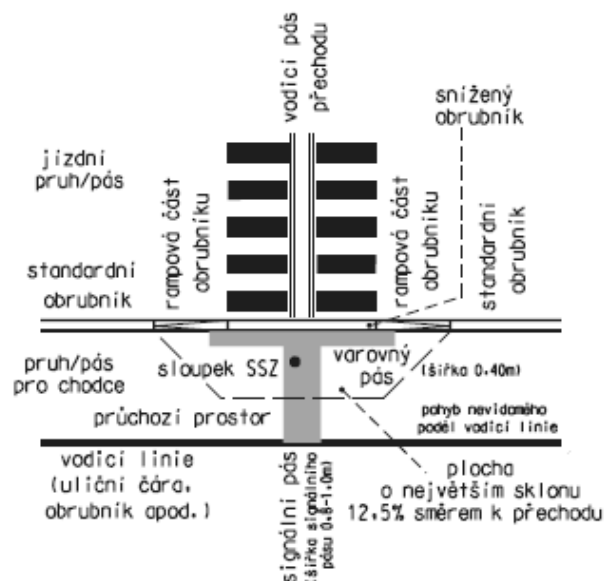 vodicí pás
přechodu
snížený
obrubník
jízdní
pruh/pás
rampová část
obrubníku
rampová část
obrubníku
standardní
obrubník
standardní
obrubník
pruh/pás
pro chodce
sloupek SSZ
varovný
pás
(šířka 0,40m)
průchozí prostor
pohyb nevidomého
podél vodicí linie
vodicí linie
(uliční čára,
obrubník apod.)
signální pás
(šířka signálního
pásu 0.8-1.0m)
plocha
o největším sklonu
12.5% směrem k přechodu